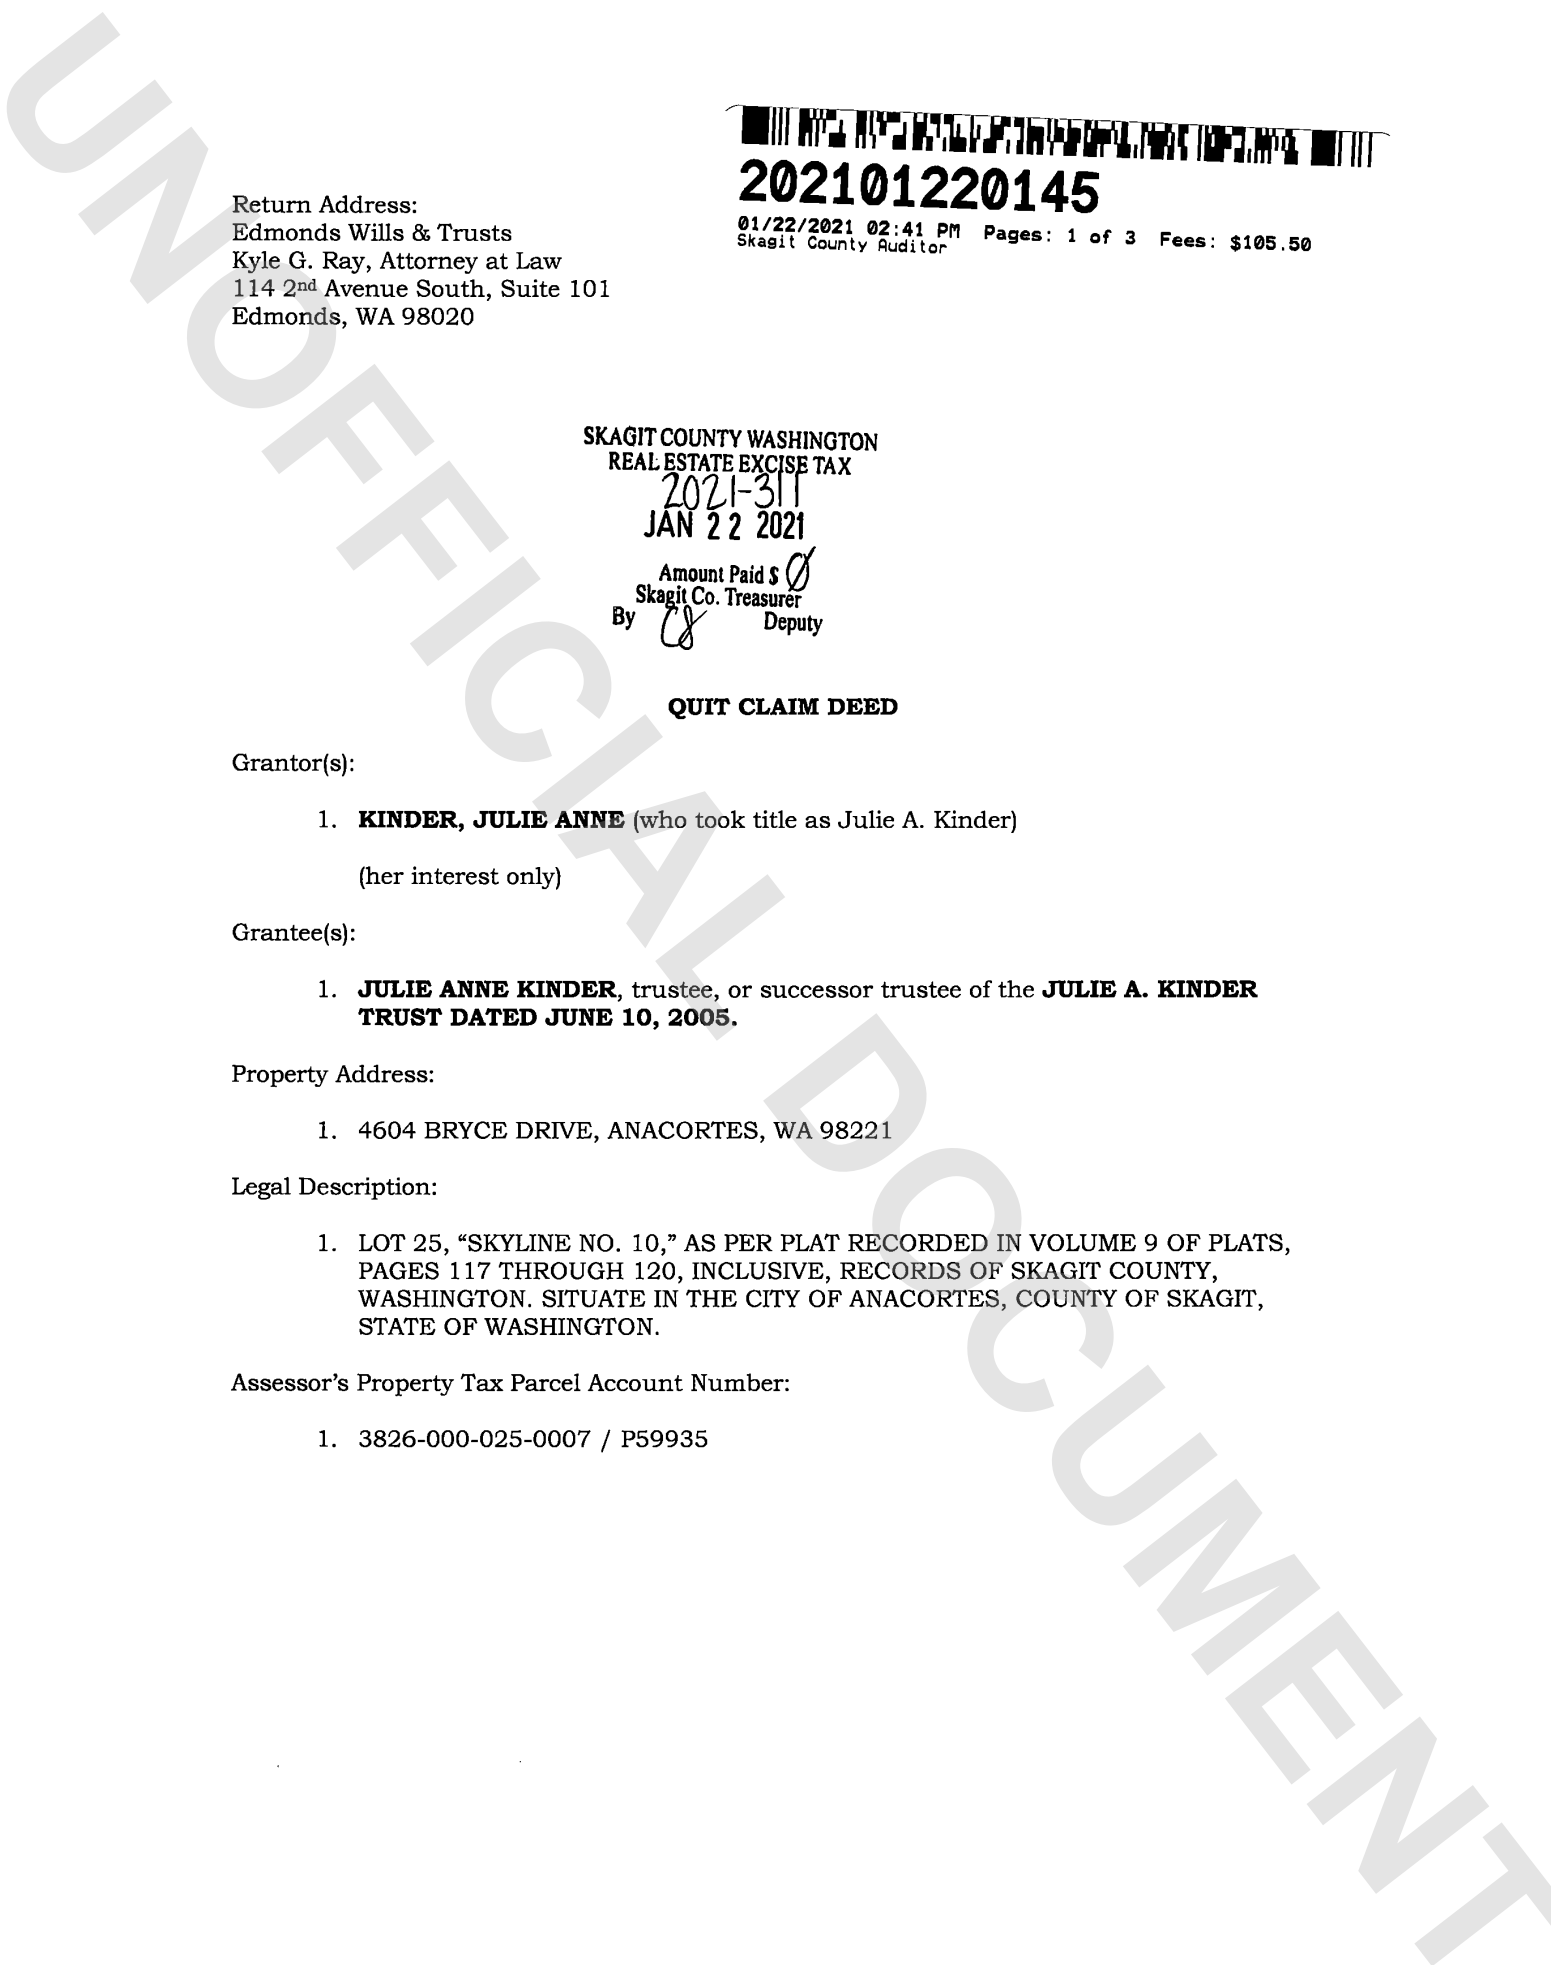 Return Address:
Edmonds Wills & Trusts
Kyle G. Ray, Attorney at Law
114 2nd Avenue South, Suite 101
Edmonds, WA 98020
202101220145
01/22/2021 02:41 PM Pages: 1 of 3 Fees: $105.50
Skagit County Auditor
SKAGIT COUNTY WASHINGTON
REAL ESTATE EXCISE TAX
JAN 22 2021
Amount Paid $ 0
Skagit Co. Treasurer
By Deputy
QUIT CLAIM DEED
Grantor(s):
1. KINDER, JULIE ANNE (who took title as Julie A. Kinder)
(her interest only)
Grantee(s):
1. JULIE ANNE KINDER, trustee, or successor trustee of the JULIE A. KINDER
TRUST DATED JUNE 10, 2005.
Property Address:
1. 4604 BRYCE DRIVE, ANACORTES, WA 98221
Legal Description:
1. LOT 25, “SKYLINE NO. 10,” AS PER PLAT RECORDED IN VOLUME 9 OF PLATS,
PAGES 117 THROUGH 120, INCLUSIVE, RECORDS OF SKAGIT COUNTY,
WASHINGTON. SITUATE IN THE CITY OF ANACORTES, COUNTY OF SKAGIT,
STATE OF WASHINGTON.
Assessor’s Property Tax Parcel Account Number:
1. 3826-000-025-0007 / P59935
UNOFFICIAL DOCUMENT